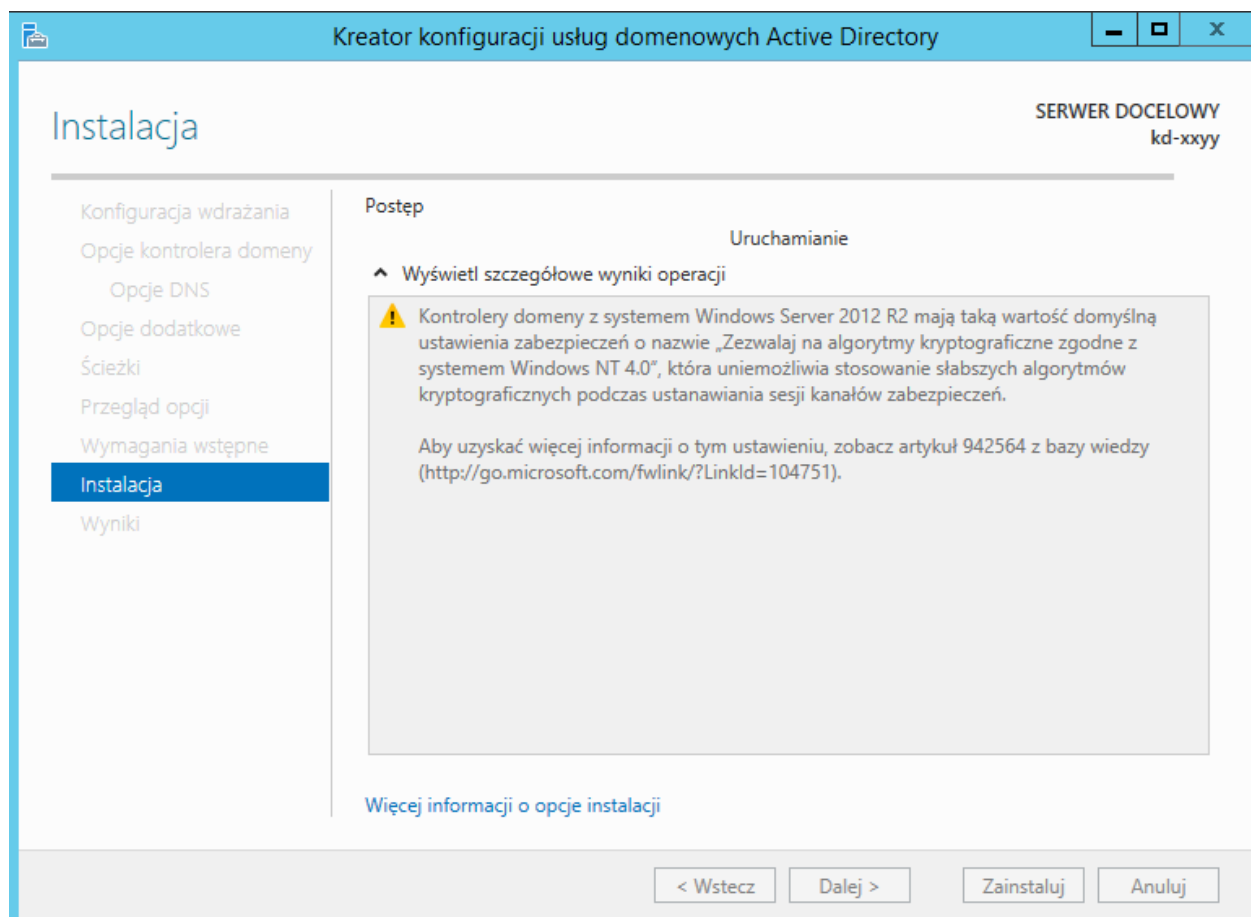 Kreator konfiguracji usług domenowych Active Directory
Instalacja
SERWER DOCELOWY
kd-xxyy
Konfiguracja wdrażania
Opcje kontrolera domeny
Opcje DNS
Opcje dodatkowe
Ścieżki
Przegląd opcji
Wymagania wstępne
Instalacja
Wyniki
Postęp
Uruchamianie
Wyświetl szczegółowe wyniki operacji
Kontrolery domeny z systemem Windows Server 2012 R2 mają taką wartość domyślną
ustawienia zabezpieczeń o nazwie „Zezwalaj na algorytmy kryptograficzne zgodne z
systemem Windows NT 4.0”, która uniemożliwia stosowanie słabszych algorytmów
kryptograficznych podczas ustanawiania sesji kanałów zabezpieczeń.
Aby uzyskać więcej informacji o tym ustawieniu, zobacz artykuł 942564 z bazy wiedzy
(http://go.microsoft.com/fwlink/?LinkId=104751).
Więcej informacji o opcje instalacji
< Wstecz
Dalej >
Zainstaluj
Anuluj